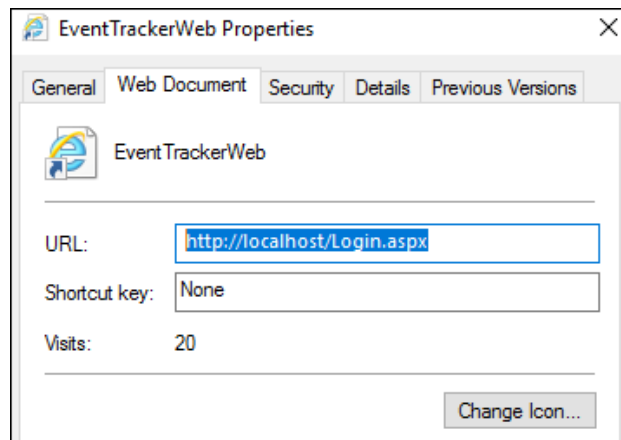 EventTrackerWeb Properties
General Web Document Security Details Previous Versions
EventTrackerWeb
URL: http://localhost/Login.aspx
Shortcut key: None
Visits: 20
Change Icon...